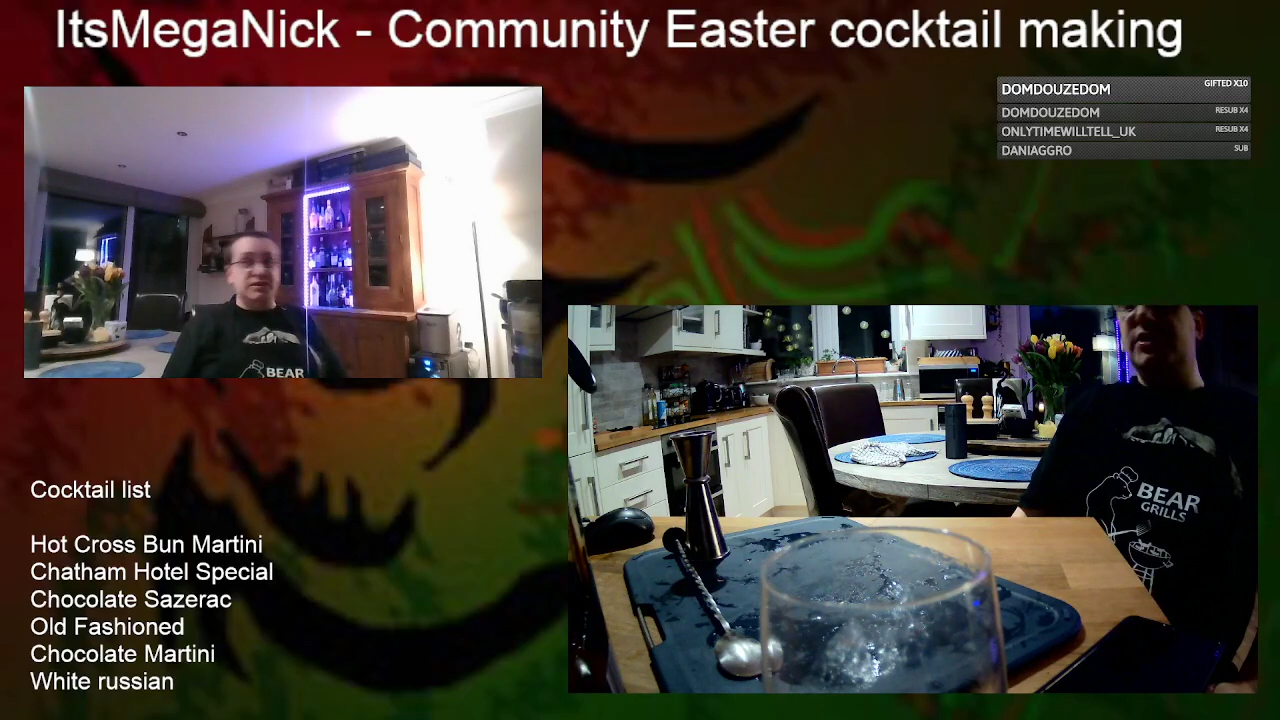 ItsMegaNick - Community Easter cocktail making
DOMDOUZEDOM GIFTED X10
DOMDOUZEDOM RESUB X4
ONLYTIMEWILLTELL_UK RESUB X4
DANIAGGRO SUB
BEAR
BEAR
GRILLS
Cocktail list
Hot Cross Bun Martini
Chatham Hotel Special
Chocolate Sazerac
Old Fashioned
Chocolate Martini
White russian